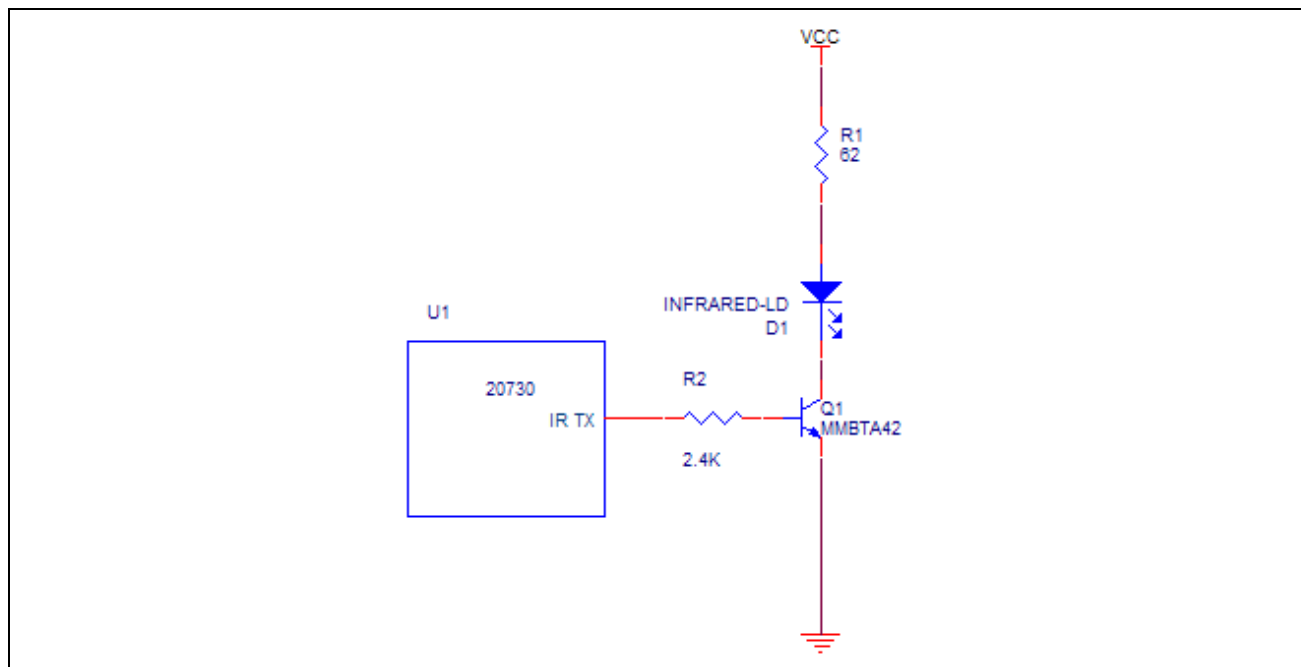 VCC
R1
62
INFRARED-LD
D1
U1
20730
IR TX
R2
2.4K
Q1
MMBTA42